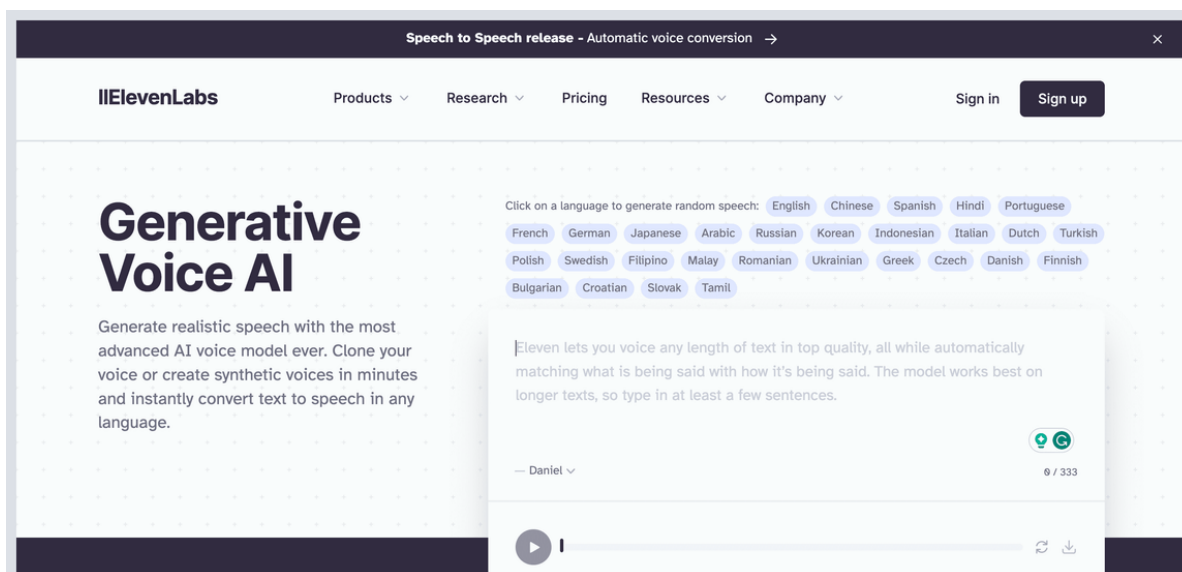 Speech to Speech release - Automatic voice conversion →
IIElevenLabs
Products
Research
Pricing
Resources
Company
Sign in
Sign up
Generative
Voice AI
Generate realistic speech with the most
advanced AI voice model ever. Clone your
voice or create synthetic voices in minutes
and instantly convert text to speech in any
language.
Click on a language to generate random speech: English Chinese Spanish Hindi Portuguese
French German Japanese Arabic Russian Korean Indonesian Italian Dutch Turkish
Polish Swedish Filipino Malay Romanian Ukrainian Greek Czech Danish Finnish
Bulgarian Croatian Slovak Tamil
Eleven lets you voice any length of text in top quality, all while automatically
matching what is being said with how it's being said. The model works best on
longer texts, so type in at least a few sentences.
— Daniel
0 / 333